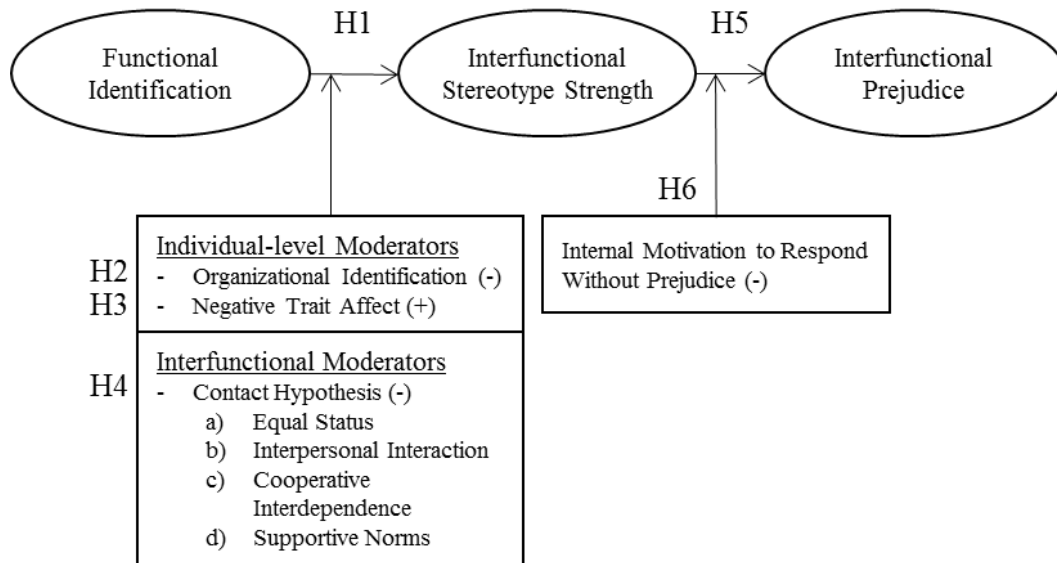 H1
H5
Functional
Identification
Interfunctional
Stereotype Strength
Interfunctional
Prejudice
H6
Individual-level Moderators
H2
- Organizational Identification (-)
H3
- Negative Trait Affect (+)
Internal Motivation to Respond
Without Prejudice (-)
Interfunctional Moderators
H4
- Contact Hypothesis (-)
a) Equal Status
b) Interpersonal Interaction
c) Cooperative
Interdependence
d) Supportive Norms